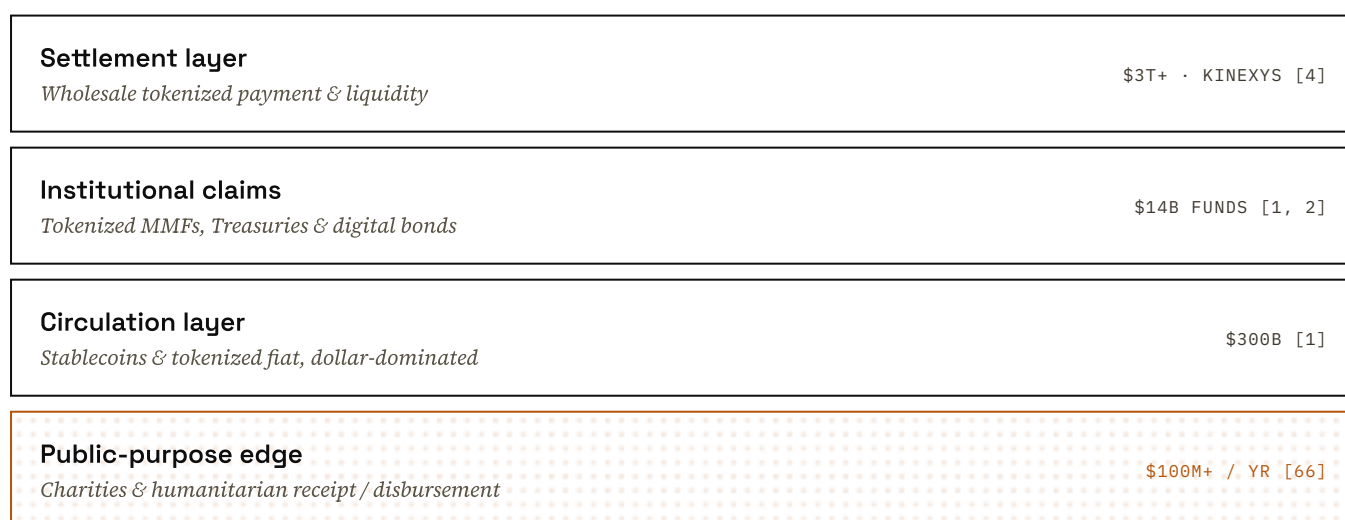 Settlement layer
Wholesale tokenized payment & liquidity
$3T+ · KINEXYS [4]
Institutional claims
Tokenized MMFs, Treasuries & digital bonds
$14B FUNDS [1, 2]
Circulation layer
Stablecoins & tokenized fiat, dollar-dominated
$300B [1]
Public-purpose edge
Charities & humanitarian receipt / disbursement
$100M+ / YR [66]